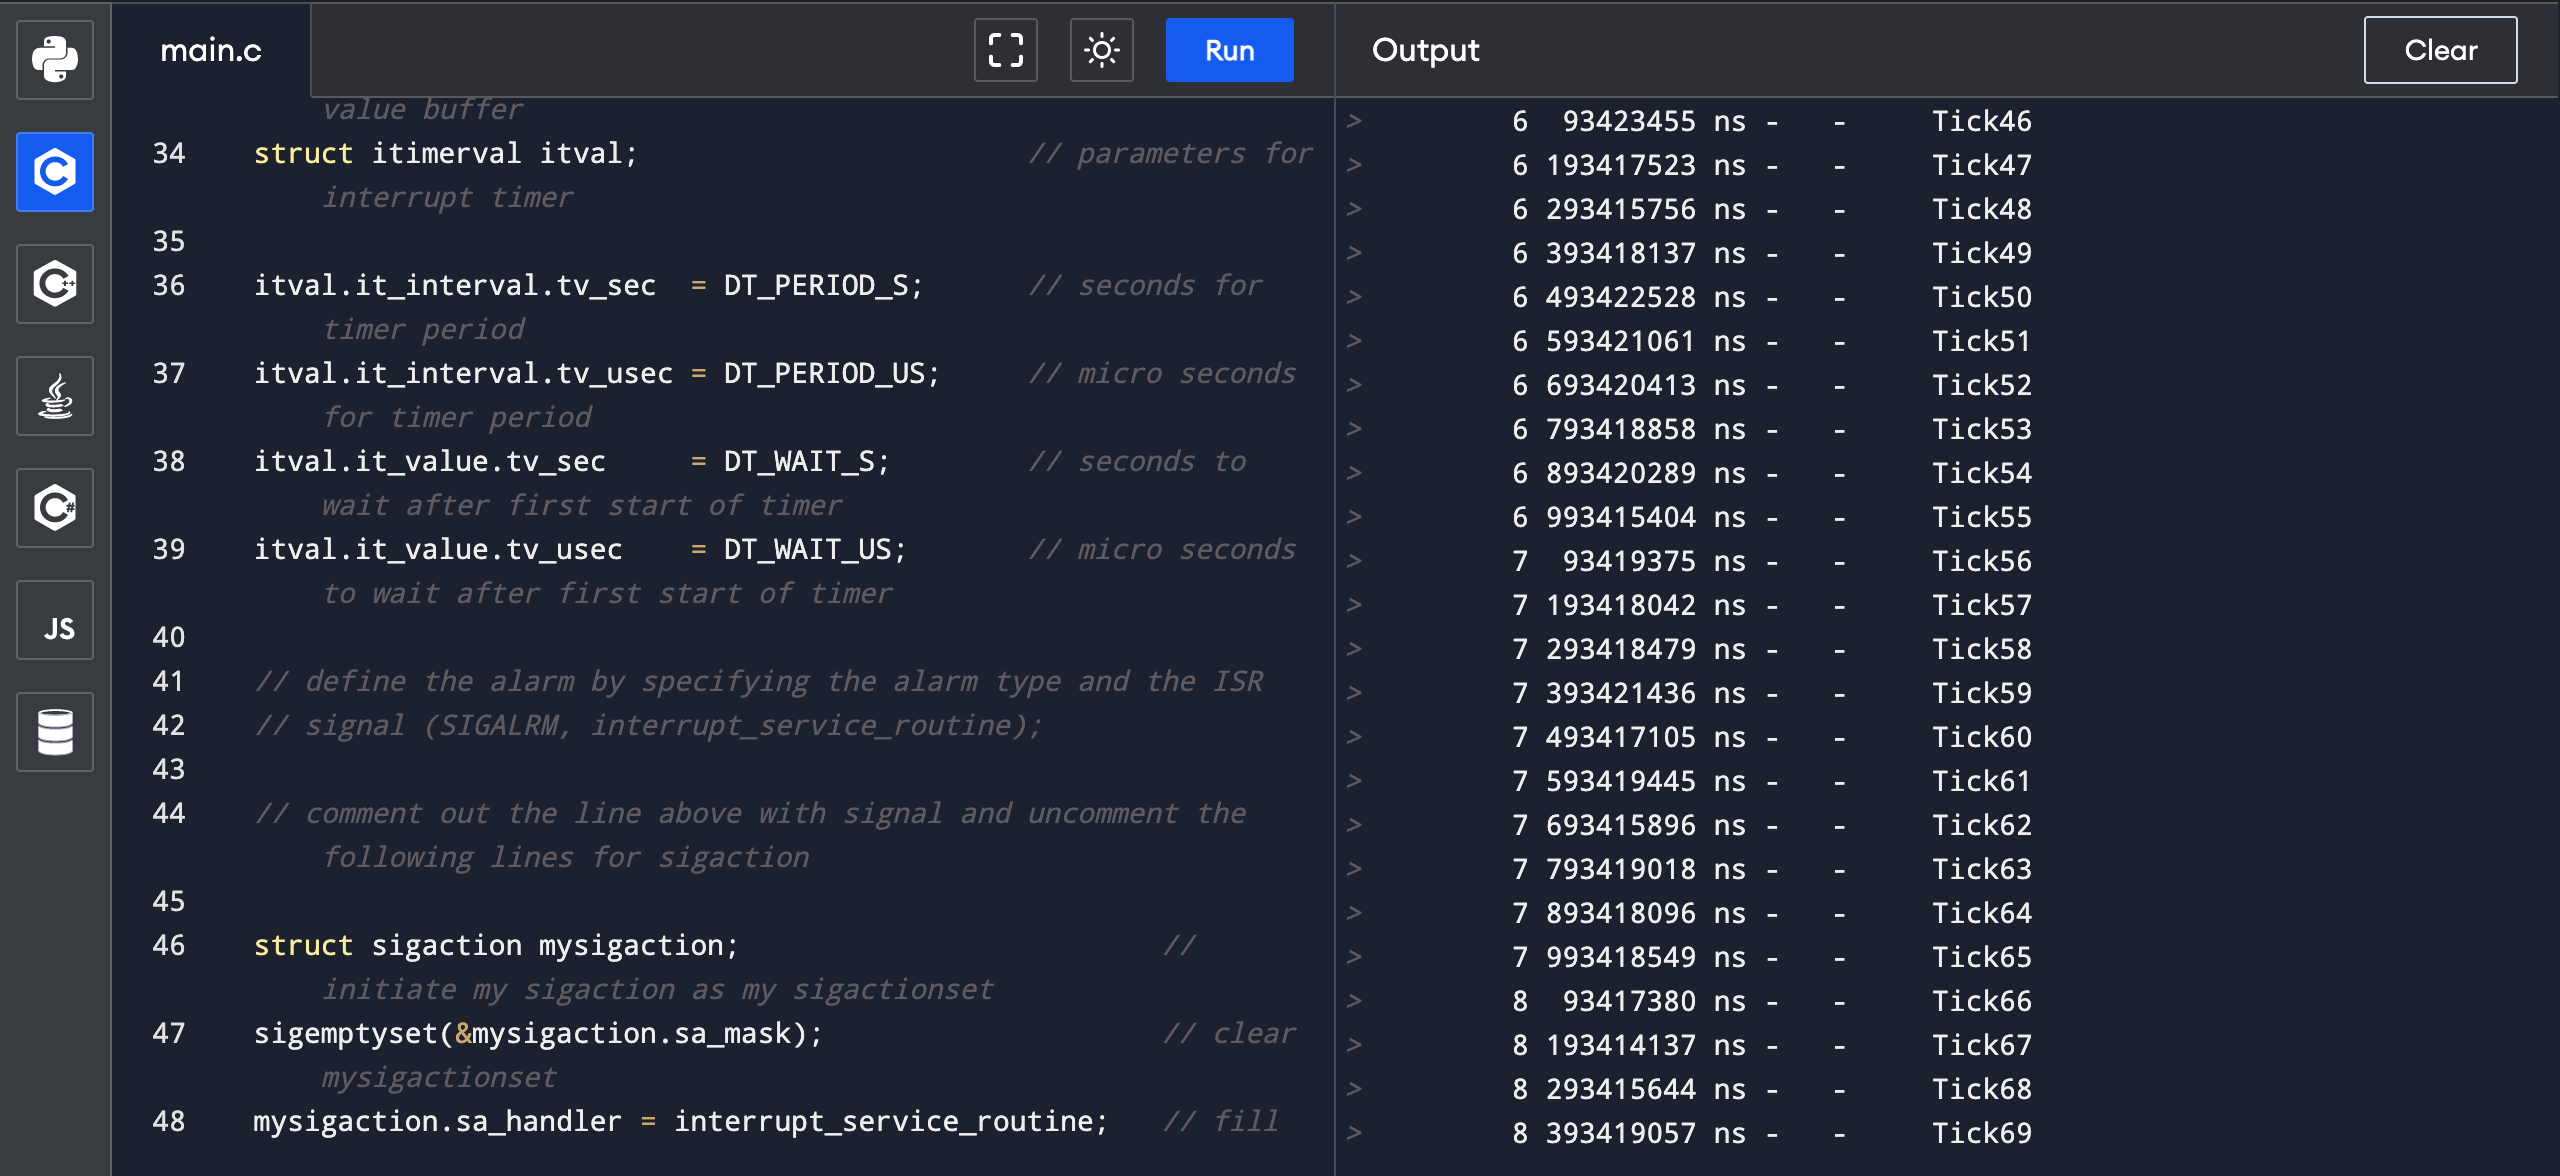 main.c
Run
Output
Clear
JS
value buffer
34 struct itimerval itval; // parameters for
interrupt timer
35
36 itval.it_interval.tv_sec = DT_PERIOD_S; // seconds for
timer period
37 itval.it_interval.tv_usec = DT_PERIOD_US; // micro seconds
for timer period
38 itval.it_value.tv_sec = DT_WAIT_S; // seconds to
wait after first start of timer
39 itval.it_value.tv_usec = DT_WAIT_US; // micro seconds
to wait after first start of timer
40
41 // define the alarm by specifying the alarm type and the ISR
42 // signal (SIGALRM, interrupt_service_routine);
43
44 // comment out the line above with signal and uncomment the
following lines for sigaction
45
46 struct sigaction mysigaction; //
initiate my sigaction as my sigactionset
47 sigemptyset(&mysigaction.sa_mask); // clear
mysigactionset
48 mysigaction.sa_handler = interrupt_service_routine; // fill
> 6 93423455 ns - - Tick46
> 6 193417523 ns - - Tick47
> 6 293415756 ns - - Tick48
> 6 393418137 ns - - Tick49
> 6 493422528 ns - - Tick50
> 6 593421061 ns - - Tick51
> 6 693420413 ns - - Tick52
> 6 793418858 ns - - Tick53
> 6 893420289 ns - - Tick54
> 6 993415404 ns - - Tick55
> 7 93419375 ns - - Tick56
> 7 193418042 ns - - Tick57
> 7 293418479 ns - - Tick58
> 7 393421436 ns - - Tick59
> 7 493417105 ns - - Tick60
> 7 593419445 ns - - Tick61
> 7 693415896 ns - - Tick62
> 7 793419018 ns - - Tick63
> 7 893418096 ns - - Tick64
> 7 993418549 ns - - Tick65
> 8 93417380 ns - - Tick66
> 8 193414137 ns - - Tick67
> 8 293415644 ns - - Tick68
> 8 393419057 ns - - Tick69